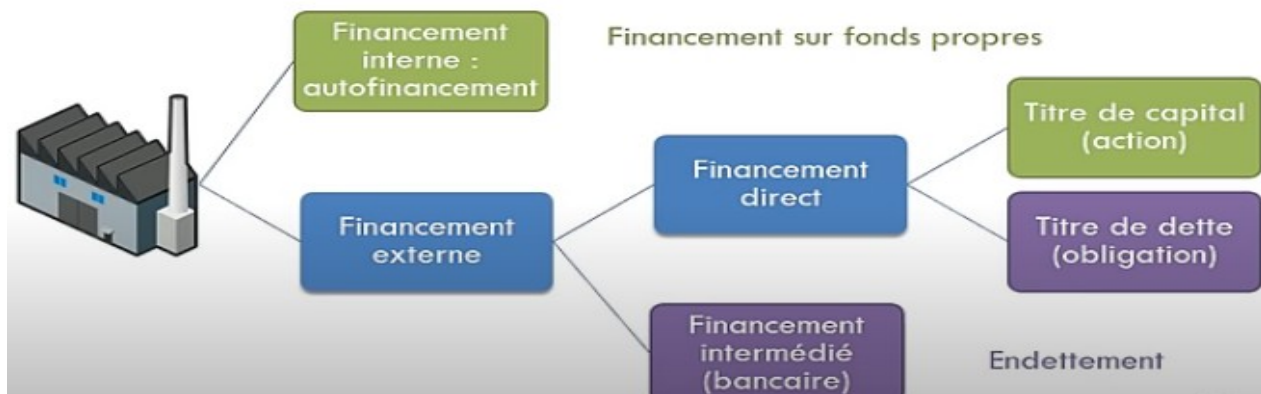 Financement
interne :
autofinancement
Financement sur fonds propres
Titre de capital
(action)
Financement
direct
Financement
externe
Titre de dette
(obligation)
Financement
intermédié
(bancaire)
Endettement